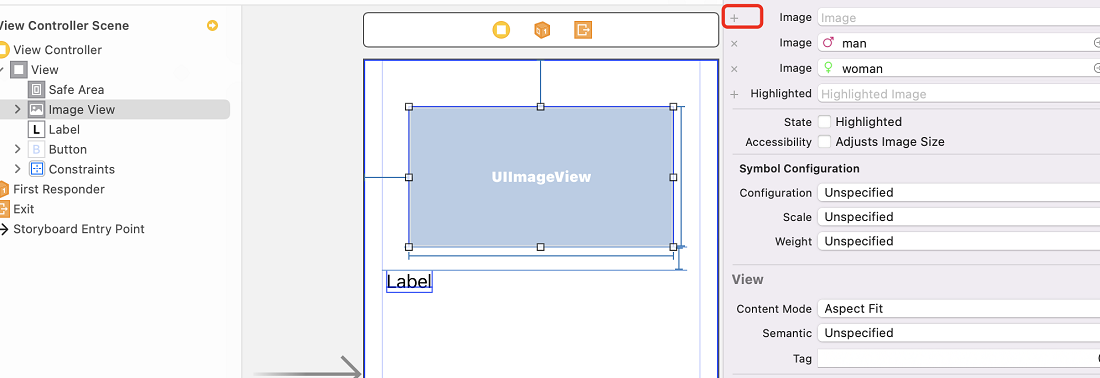 View Controller Scene
View Controller
View
Safe Area
Image View
L Label
B Button
Constraints
First Responder
Exit
Storyboard Entry Point
UIImageView
Label
+ Image Image
× Image man
× Image woman
+ Highlighted Highlighted Image
State Highlighted
Accessibility Adjusts Image Size
Symbol Configuration
Configuration Unspecified
Scale Unspecified
Weight Unspecified
View
Content Mode Aspect Fit
Semantic Unspecified
Tag